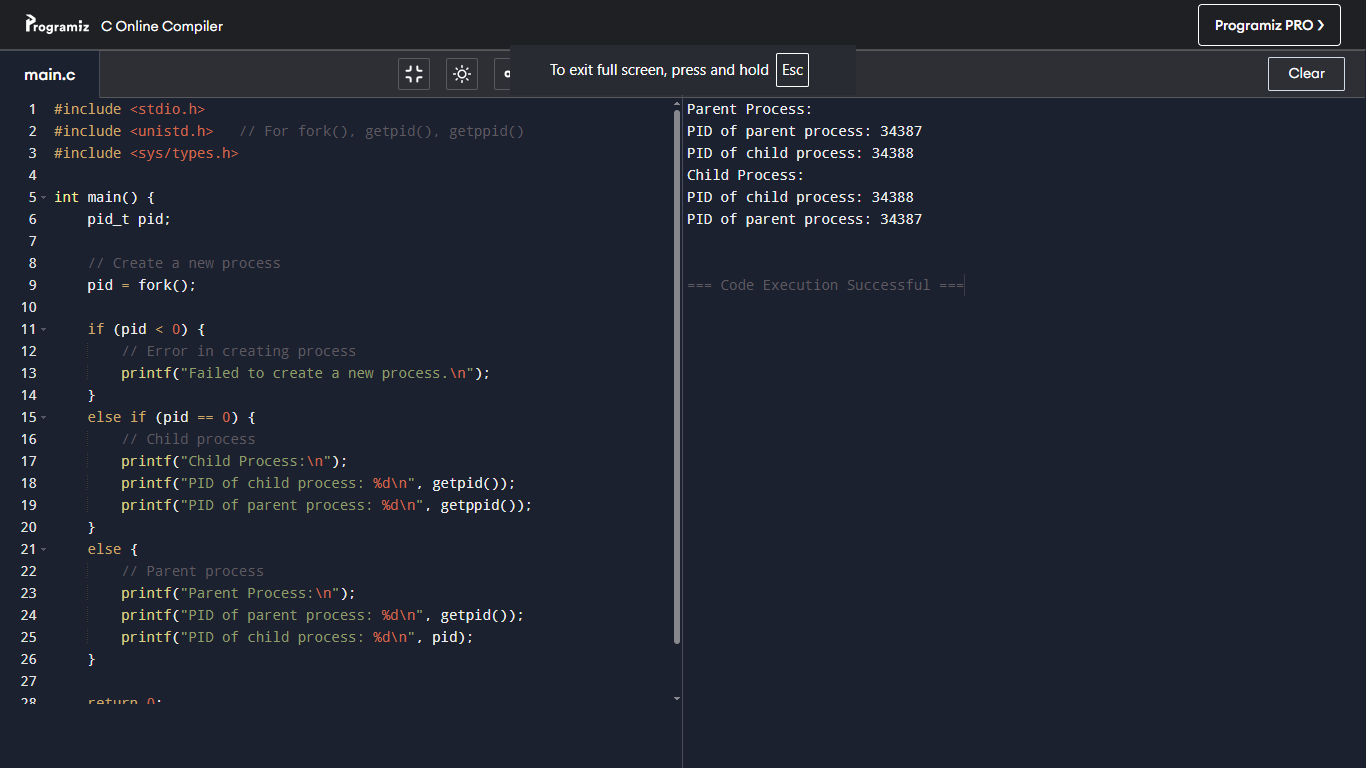 Programiz C Online Compiler
Programiz PRO ❯
To exit full screen, press and hold Esc
main.c
Clear
1 #include <stdio.h>
2 #include <unistd.h>   // For fork(), getpid(), getppid()
3 #include <sys/types.h>
4
5 int main() {
6     pid_t pid;
7
8     // Create a new process
9     pid = fork();
10
11     if (pid < 0) {
12         // Error in creating process
13         printf("Failed to create a new process.\n");
14     }
15     else if (pid == 0) {
16         // Child process
17         printf("Child Process:\n");
18         printf("PID of child process: %d\n", getpid());
19         printf("PID of parent process: %d\n", getppid());
20     }
21     else {
22         // Parent process
23         printf("Parent Process:\n");
24         printf("PID of parent process: %d\n", getpid());
25         printf("PID of child process: %d\n", pid);
26     }
27
28     return 0;
Parent Process:
PID of parent process: 34387
PID of child process: 34388
Child Process:
PID of child process: 34388
PID of parent process: 34387
=== Code Execution Successful ===